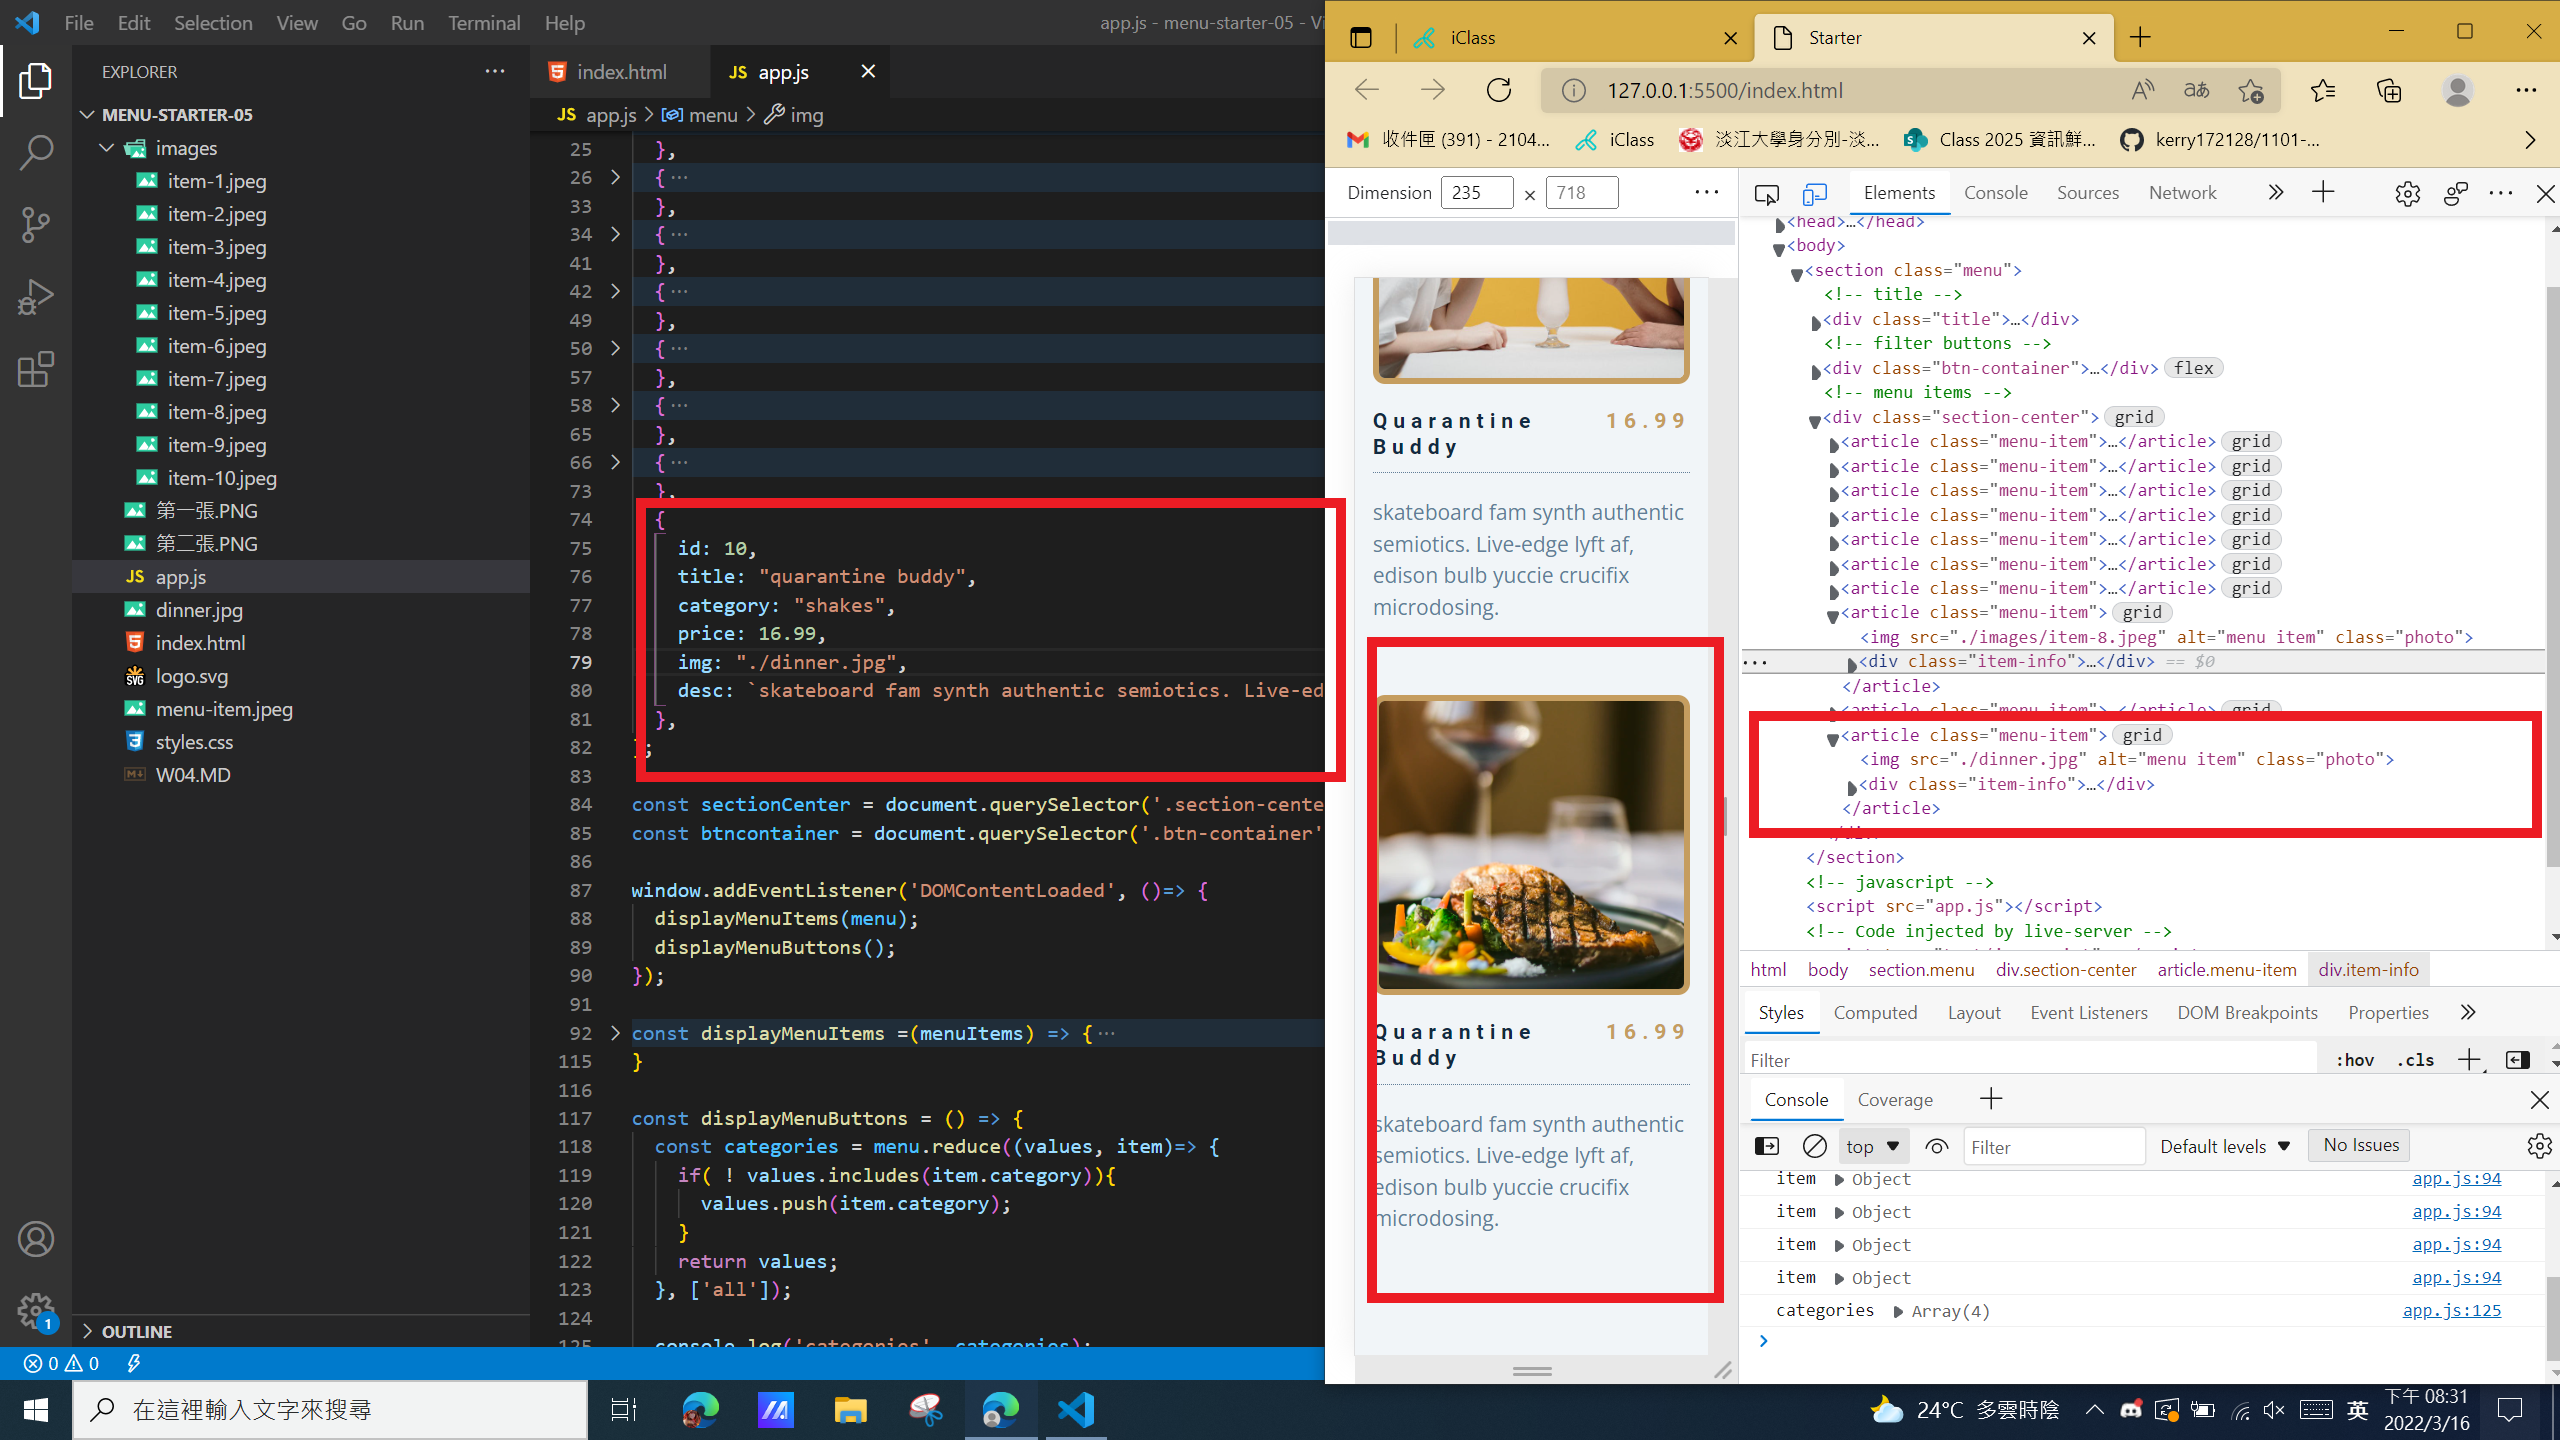 File Edit Selection View Go Run Terminal Help
app.js - menu-starter-05 - Vi
EXPLORER
MENU-STARTER-05
images
item-1.jpeg
item-2.jpeg
item-3.jpeg
item-4.jpeg
item-5.jpeg
item-6.jpeg
item-7.jpeg
item-8.jpeg
item-9.jpeg
item-10.jpeg
第一張.PNG
第二張.PNG
JS app.js
dinner.jpg
index.html
logo.svg
menu-item.jpeg
styles.css
W04.MD
OUTLINE
1
0 0
index.html
JS app.js
JS app.js > menu > img
25 },
26 { ...
33 },
34 { ...
41 },
42 { ...
49 },
50 { ...
57 },
58 { ...
65 },
66 { ...
73 },
74 {
75 id: 10,
76 title: "quarantine buddy",
77 category: "shakes",
78 price: 16.99,
79 img: "./dinner.jpg",
80 desc: `skateboard fam synth authentic semiotics. Live-ed
81 },
82 ];
83
84 const sectionCenter = document.querySelector('.section-cente
85 const btncontainer = document.querySelector('.btn-container'
86
87 window.addEventListener('DOMContentLoaded', ()=> {
88 displayMenuItems(menu);
89 displayMenuButtons();
90 });
91
92 const displayMenuItems =(menuItems) => { ...
115 }
116
117 const displayMenuButtons = () => {
118 const categories = menu.reduce((values, item)=> {
119 if( ! values.includes(item.category)){
120 values.push(item.category);
121 }
122 return values;
123 }, ['all']);
124
125 console.log('categories', categories);
iClass
Starter
127.0.0.1:5500/index.html
收件匣 (391) - 2104...
iClass
淡江大學身分別-淡...
Class 2025 資訊鮮...
kerry172128/1101-...
Dimension 235 × 718
Quarantine Buddy 16.99
skateboard fam synth authentic
semiotics. Live-edge lyft af,
edison bulb yuccie crucifix
microdosing.
Quarantine Buddy 16.99
skateboard fam synth authentic
semiotics. Live-edge lyft af,
edison bulb yuccie crucifix
microdosing.
Elements Console Sources Network
<head>…</head>
<body>
<section class="menu">
<!-- title -->
<div class="title">…</div>
<!-- filter buttons -->
<div class="btn-container">…</div> flex
<!-- menu items -->
<div class="section-center"> grid
<article class="menu-item">…</article> grid
<article class="menu-item">…</article> grid
<article class="menu-item">…</article> grid
<article class="menu-item">…</article> grid
<article class="menu-item">…</article> grid
<article class="menu-item">…</article> grid
<article class="menu-item">…</article> grid
<article class="menu-item"> grid
<img src="./images/item-8.jpeg" alt="menu item" class="photo">
<div class="item-info">…</div> == $0
</article>
<article class="menu-item">…</article> grid
<article class="menu-item"> grid
<img src="./dinner.jpg" alt="menu item" class="photo">
<div class="item-info">…</div>
</article>
</div>
</section>
<!-- javascript -->
<script src="app.js"></script>
<!-- Code injected by live-server -->
html body section.menu div.section-center article.menu-item div.item-info
Styles Computed Layout Event Listeners DOM Breakpoints Properties
Filter :hov .cls
Console Coverage
top Filter Default levels No Issues
item Object app.js:94
item Object app.js:94
item Object app.js:94
item Object app.js:94
categories Array(4) app.js:125
在這裡輸入文字來搜尋
24°C 多雲時陰
英
下午 08:31
2022/3/16